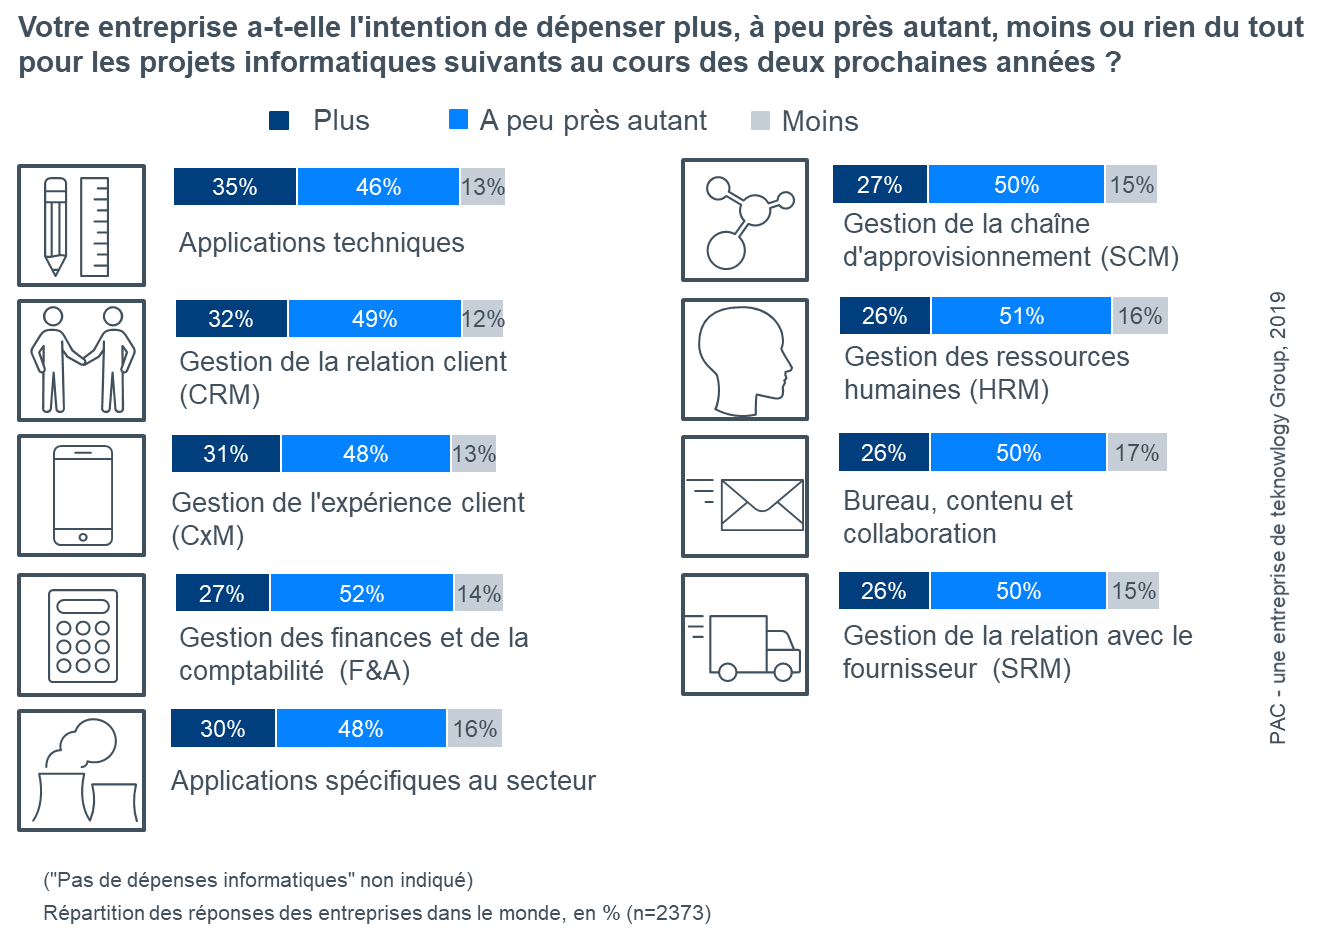 Votre entreprise a-t-elle l'intention de dépenser plus, à peu près autant, moins ou rien du tout
pour les projets informatiques suivants au cours des deux prochaines années ?
Plus
A peu près autant
Moins
35% 46% 13%
Applications techniques
32% 49% 12%
Gestion de la relation client
(CRM)
31% 48% 13%
Gestion de l'expérience client
(CxM)
27% 52% 14%
Gestion des finances et de la
comptabilité (F&A)
30% 48% 16%
Applications spécifiques au secteur
27% 50% 15%
Gestion de la chaîne
d'approvisionnement (SCM)
26% 51% 16%
Gestion des ressources
humaines (HRM)
26% 50% 17%
Bureau, contenu et
collaboration
26% 50% 15%
Gestion de la relation avec le
fournisseur (SRM)
PAC - une entreprise de teknowlogy Group, 2019
("Pas de dépenses informatiques" non indiqué)
Répartition des réponses des entreprises dans le monde, en % (n=2373)